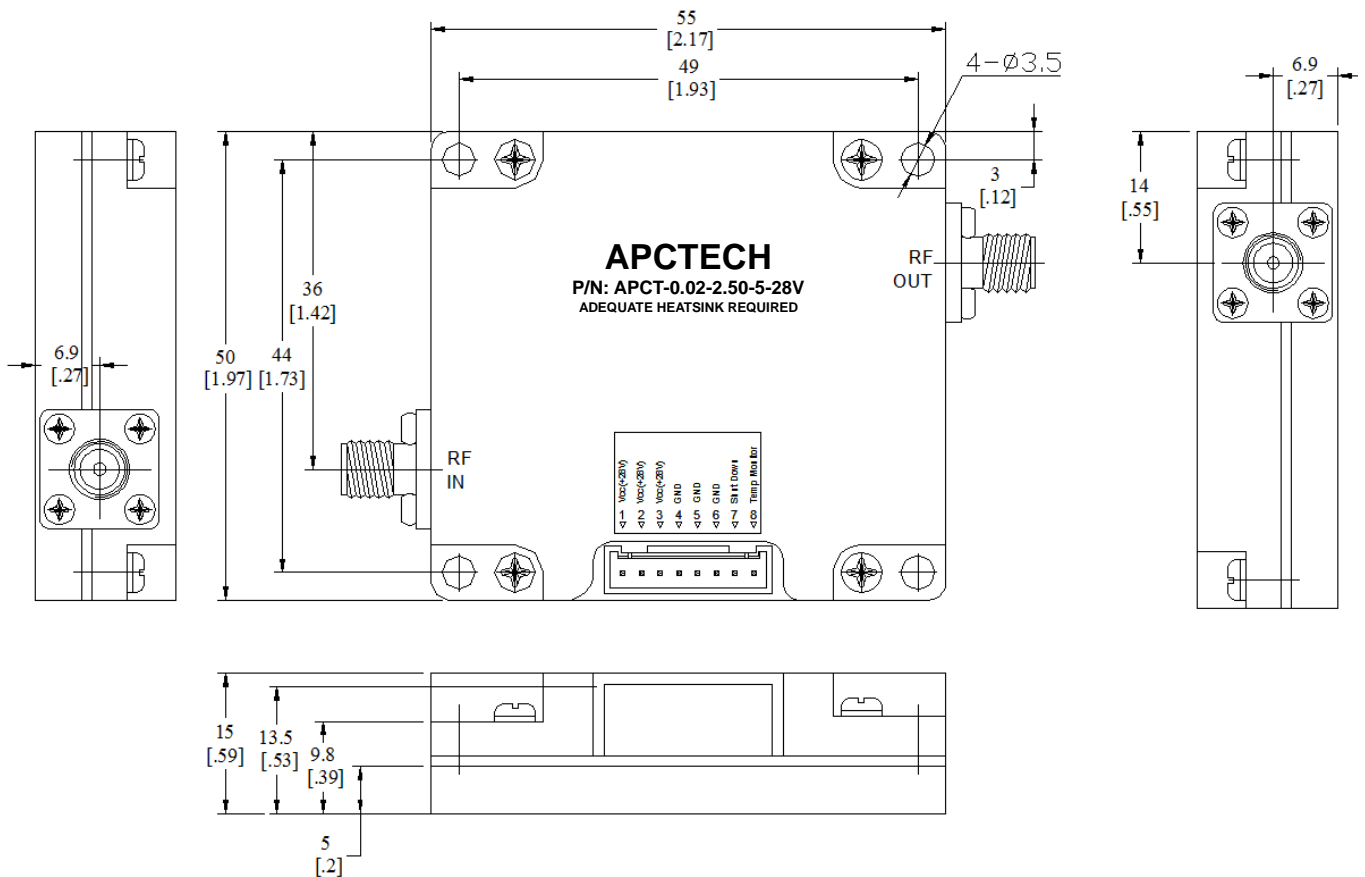 55
[2.17]
49
[1.93]
4-Ø3.5
6.9
[.27]
3
[.12]
14
[.55]
APCTECH
P/N: APCT-0.02-2.50-5-28V
ADEQUATE HEATSINK REQUIRED
RF
OUT
36
[1.42]
50
[1.97]
44
[1.73]
6.9
[.27]
RF
IN
1 Vcc(+28V)
2 Vcc(+28V)
3 Vcc(+28V)
4 GND
5 GND
6 GND
7 Shut Down
8 Temp Monitor
15
[.59]
13.5
[.53]
9.8
[.39]
5
[.2]